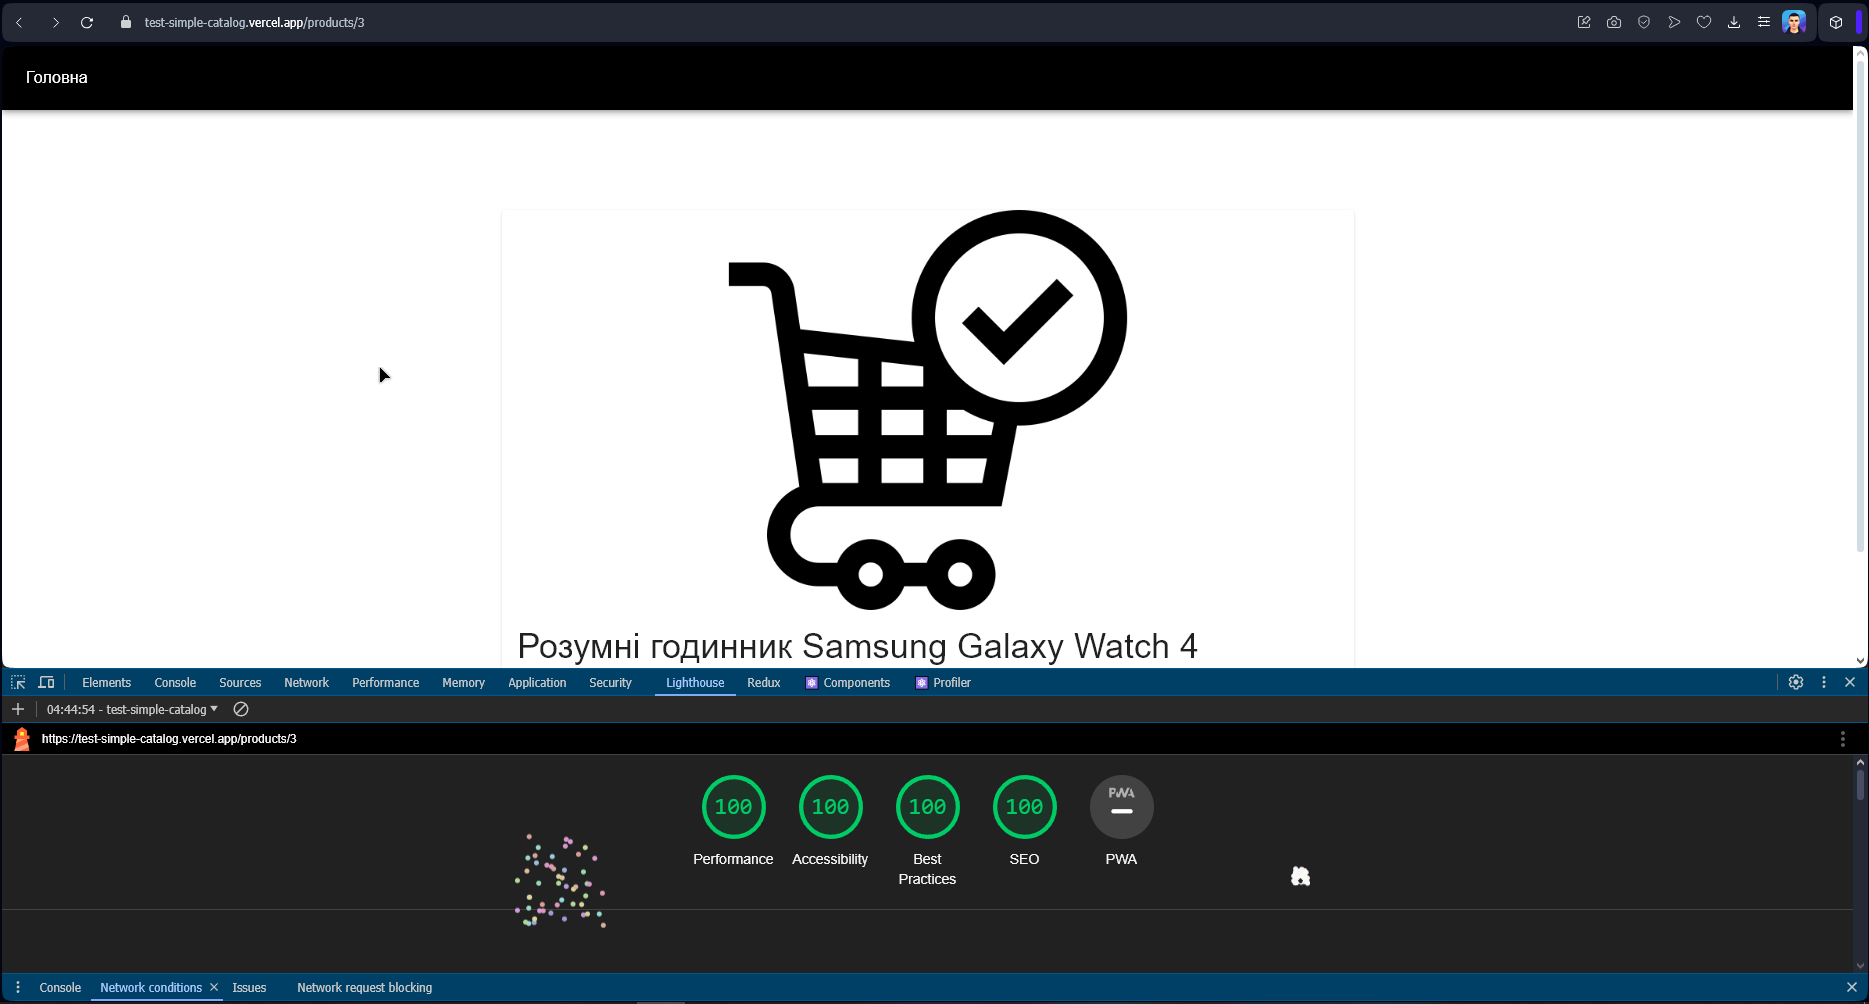 test-simple-catalog.vercel.app/products/3
Головна
Розумні годинник Samsung Galaxy Watch 4
Elements Console Sources Network Performance Memory Application Security Lighthouse Redux Components Profiler
04:44:54 - test-simple-catalog
https://test-simple-catalog.vercel.app/products/3
100 100 100 100 PWA
Performance Accessibility Best Practices SEO PWA
Console Network conditions Issues Network request blocking